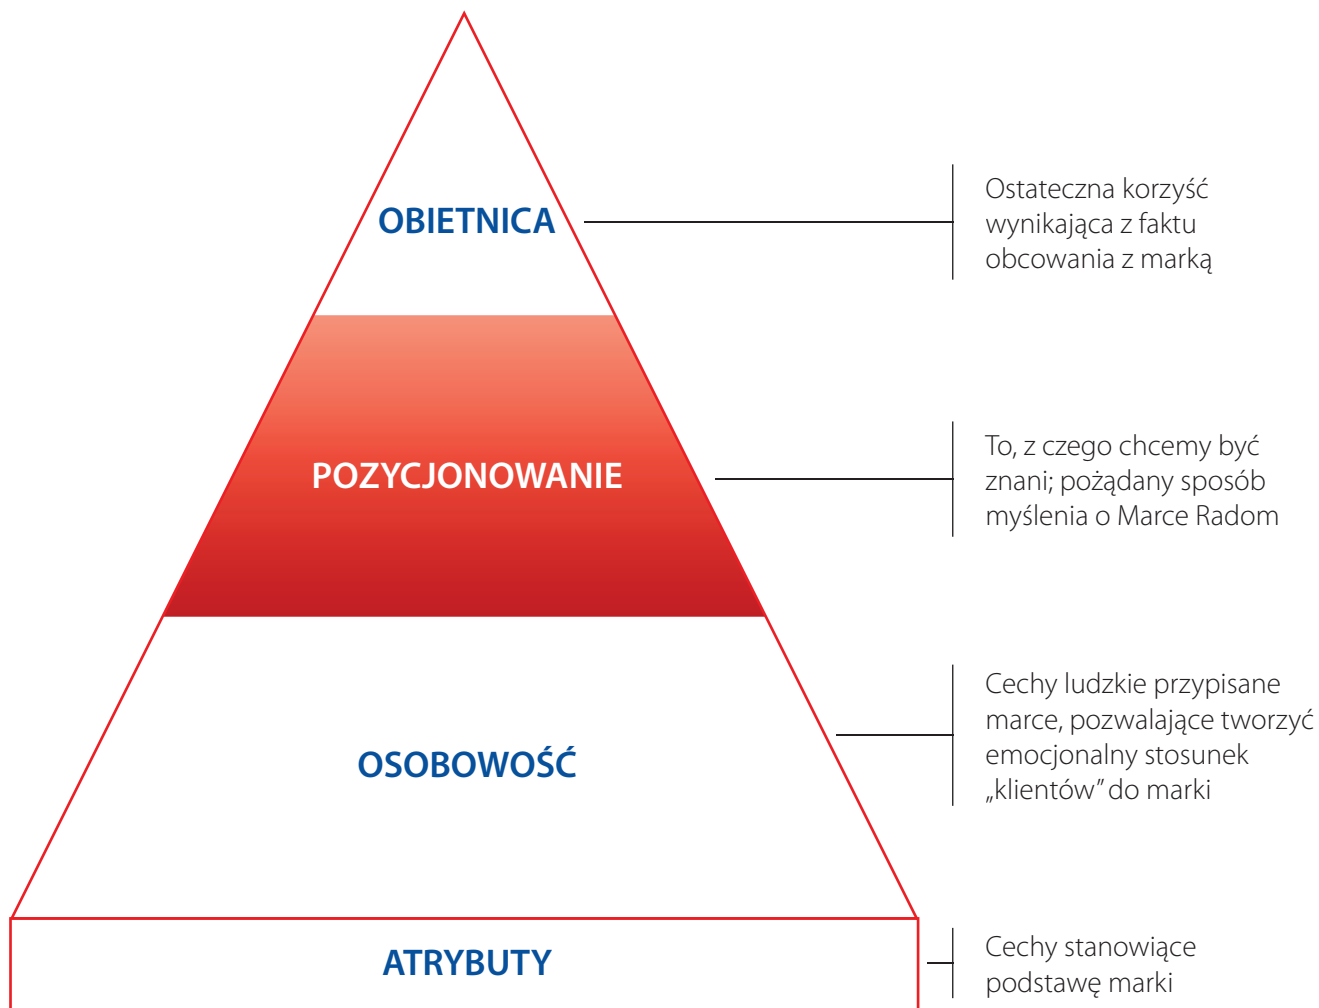 OBIETNICA
Ostateczna korzyść
wynikająca z faktu
obcowania z marką
POZYCJONOWANIE
To, z czego chcemy być
znani; pożądany sposób
myślenia o Marce Radom
OSOBOWOŚĆ
Cechy ludzkie przypisane
marce, pozwalające tworzyć
emocjonalny stosunek
„klientów” do marki
ATRYBUTY
Cechy stanowiące
podstawę marki